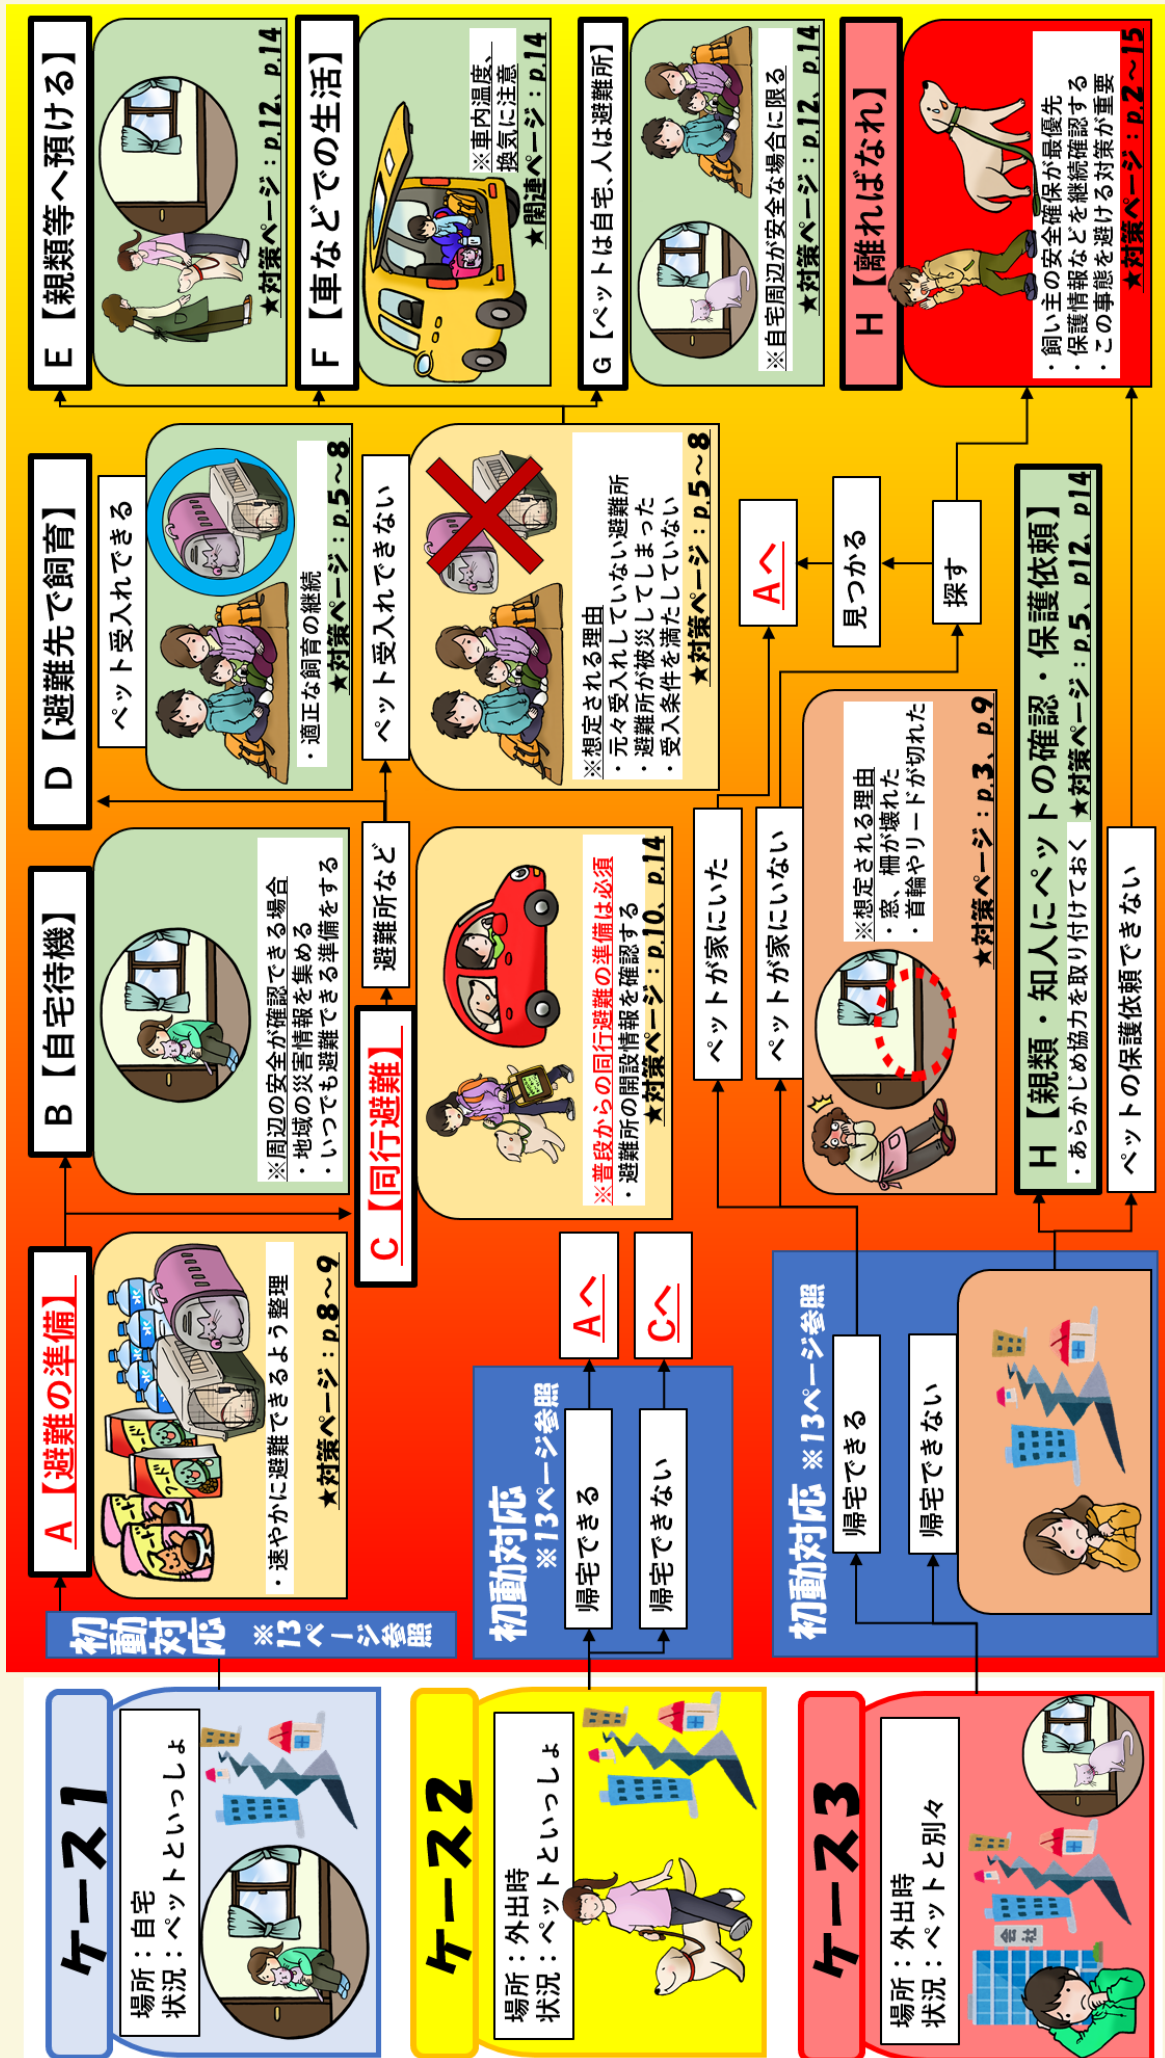 ケース1
場所：自宅
状況：ペットといっしょ
初動対応
※13ページ参照
A【避難の準備】
・速やかに避難できるよう整理
★対策ページ：p.8～9
B【自宅待機】
※周辺の安全が確認できる場合
・地域の災害情報を集める
・いつでも避難できる準備をする
C【同行避難】
※普段からの同行避難の準備は必須
・避難所の開設情報を確認する
★対策ページ：p.10、p.14
避難所など
D【避難先で飼育】
ペット受入れできる
・適正な飼育の継続
★対策ページ：p.5～8
ペット受入れできない
※想定される理由
・元々受入れしていない避難所
・避難所が被災してしまった
・受入条件を満たしていない
★対策ページ：p.5～8
E【親類等へ預ける】
★対策ページ：p.12、p.14
F【車などでの生活】
※車内温度、
換気に注意
★関連ページ：p.14
G【ペットは自宅、人は避難所】
※自宅周辺が安全な場合に限る
★対策ページ：p.12、p.14
ケース2
場所：外出時
状況：ペットといっしょ
初動対応
※13ページ参照
帰宅できる
Aへ
帰宅できない
Cへ
ケース3
場所：外出時
状況：ペットと別々
会社
初動対応 ※13ページ参照
帰宅できる
帰宅できない
ペットが家にいた
Aへ
ペットが家にいない
※想定される理由
・窓、柵が壊れた
・首輪やリードが切れた
★対策ページ：p.3、p.9
探す
見つかる
H【親類・知人にペットの確認・保護依頼】
・あらかじめ協力を取り付けておく ★対策ページ：p.5、p12、p14
ペットの保護依頼できない
H【離ればなれ】
・飼い主の安全確保が最優先
保護情報などを継続確認する
・この事態を避ける対策が重要
★対策ページ：p.2～15